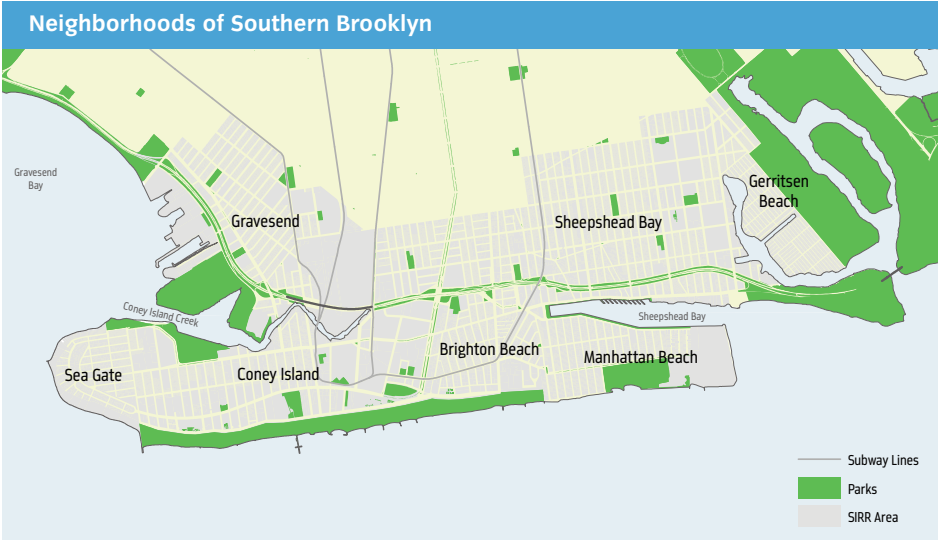 Neighborhoods of Southern Brooklyn
Gravesend
Bay
Gerritsen
Beach
Gravesend
Sheepshead Bay
Coney Island Creek
Sheepshead Bay
Brighton Beach
Manhattan Beach
Sea Gate
Coney Island
Subway Lines
Parks
SIRR Area